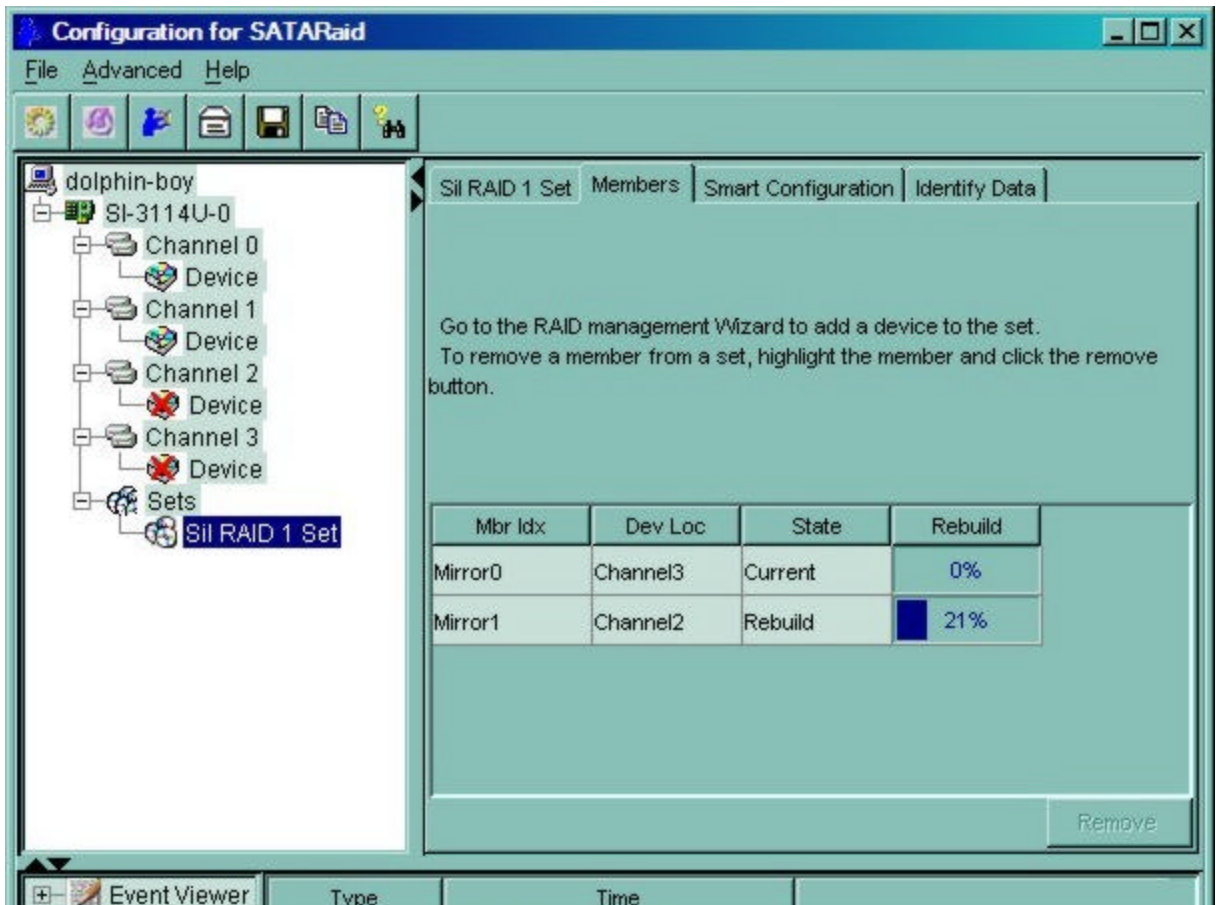 Configuration for SATARaid
File Advanced Help
dolphin-boy
SI-3114U-0
Channel 0
Device
Channel 1
Device
Channel 2
Device
Channel 3
Device
Sets
Sil RAID 1 Set
Sil RAID 1 Set Members Smart Configuration Identify Data
Go to the RAID management Wizard to add a device to the set.
To remove a member from a set, highlight the member and click the remove
button.
Mbr Idx Dev Loc State Rebuild
Mirror0 Channel3 Current 0%
Mirror1 Channel2 Rebuild 21%
Remove
Event Viewer Type Time